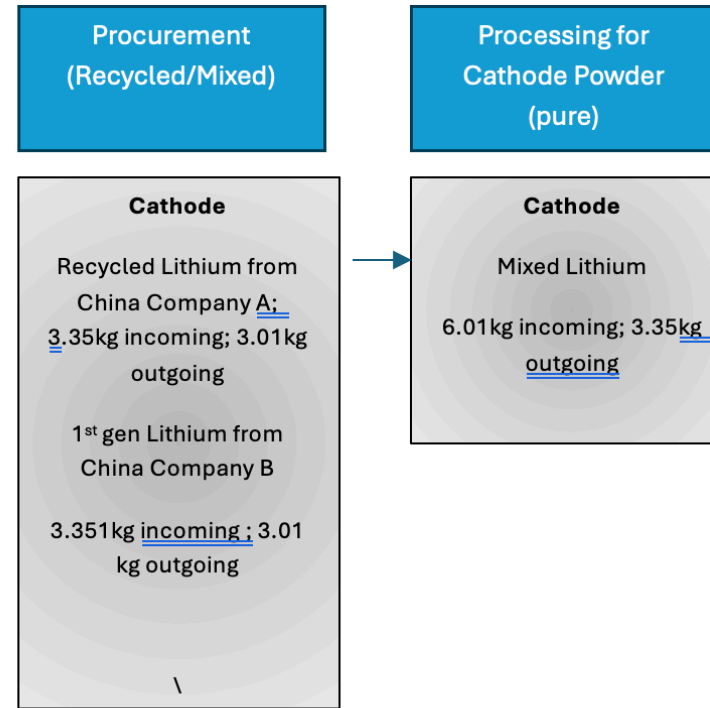 Procurement
(Recycled/Mixed)
Processing for
Cathode Powder
(pure)
Cathode
Recycled Lithium from
China Company A;
3.35kg incoming; 3.01kg
outgoing
1st gen Lithium from
China Company B
3.351kg incoming ; 3.01
kg outgoing
\
Cathode
Mixed Lithium
6.01kg incoming; 3.35kg
outgoing